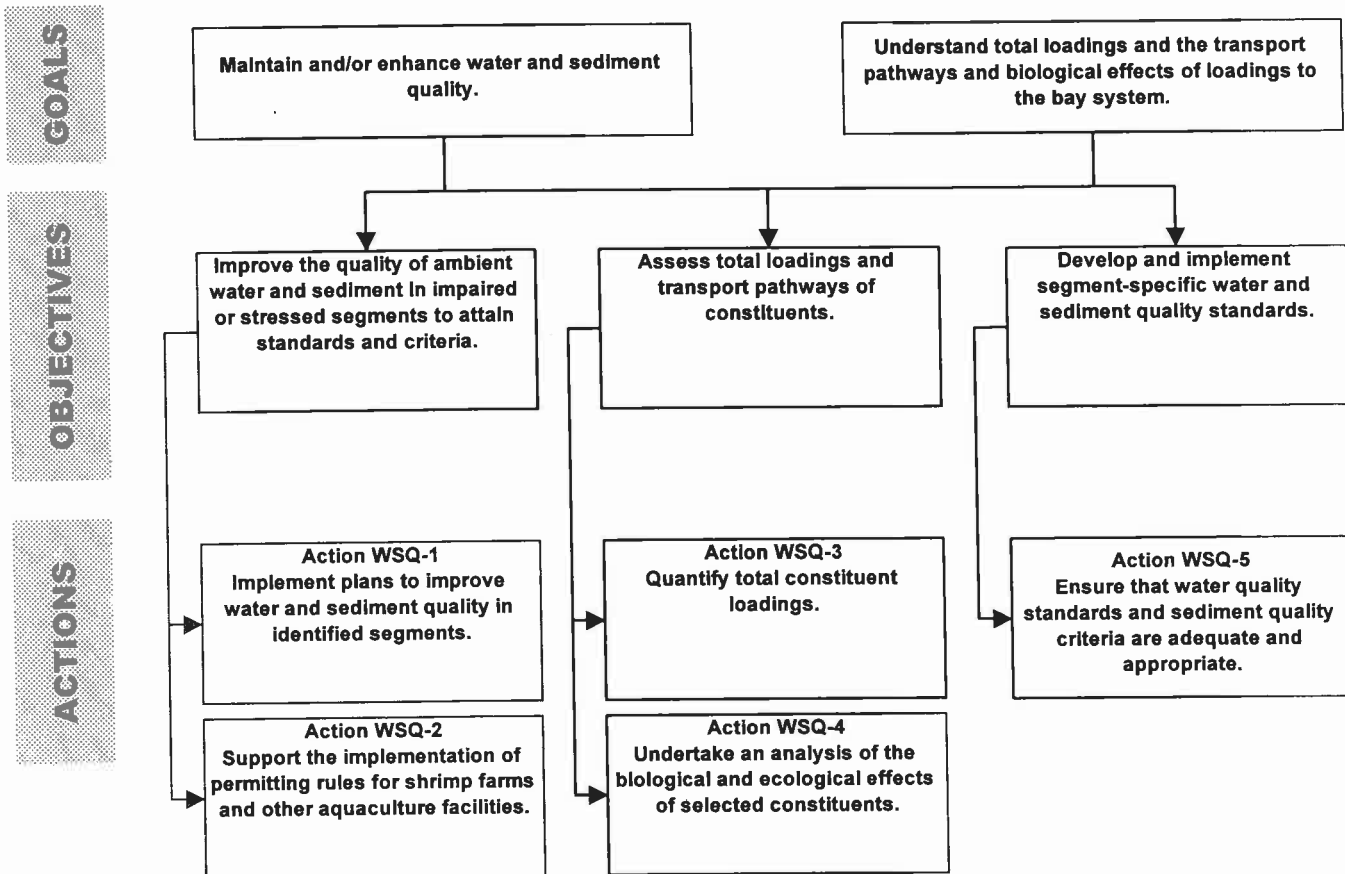 GOALS
Maintain and/or enhance water and sediment
quality.
Understand total loadings and the transport
pathways and biological effects of loadings to
the bay system.
OBJECTIVES
Improve the quality of ambient
water and sediment in impaired
or stressed segments to attain
standards and criteria.
Assess total loadings and
transport pathways of
constituents.
Develop and implement
segment-specific water and
sediment quality standards.
ACTIONS
Action WSQ-1
Implement plans to improve
water and sediment quality in
identified segments.
Action WSQ-3
Quantify total constituent
loadings.
Action WSQ-5
Ensure that water quality
standards and sediment quality
criteria are adequate and
appropriate.
Action WSQ-2
Support the implementation of
permitting rules for shrimp farms
and other aquaculture facilities.
Action WSQ-4
Undertake an analysis of the
biological and ecological effects
of selected constituents.